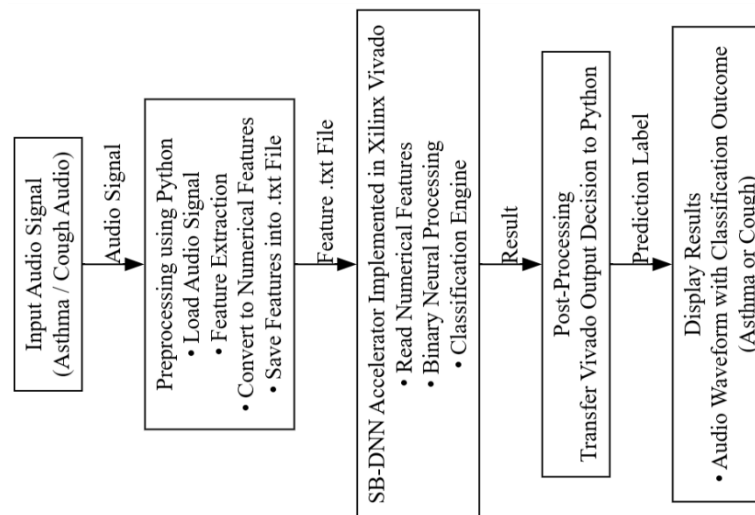 Input Audio Signal
(Asthma / Cough Audio)
Audio Signal
Preprocessing using Python
• Load Audio Signal
• Feature Extraction
• Convert to Numerical Features
• Save Features into .txt File
Feature .txt File
SB-DNN Accelerator Implemented in Xilinx Vivado
• Read Numerical Features
• Binary Neural Processing
• Classification Engine
Result
Post-Processing
Transfer Vivado Output Decision to Python
Prediction Label
Display Results
• Audio Waveform with Classification Outcome
(Asthma or Cough)